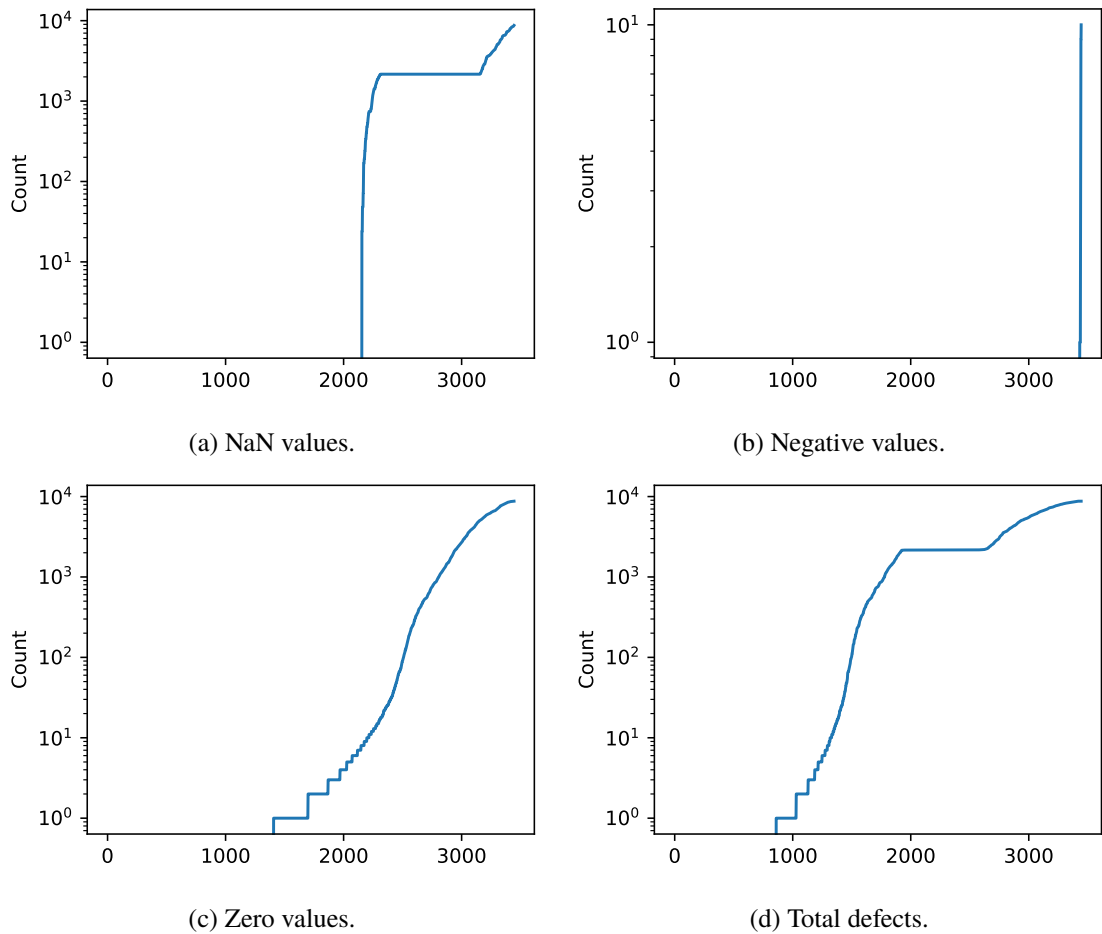 10^4
10^3
10^2
10^1
10^0
Count
0 1000 2000 3000
(a) NaN values.
10^1
10^0
Count
0 1000 2000 3000
(b) Negative values.
10^4
10^3
10^2
10^1
10^0
Count
0 1000 2000 3000
(c) Zero values.
10^4
10^3
10^2
10^1
10^0
Count
0 1000 2000 3000
(d) Total defects.